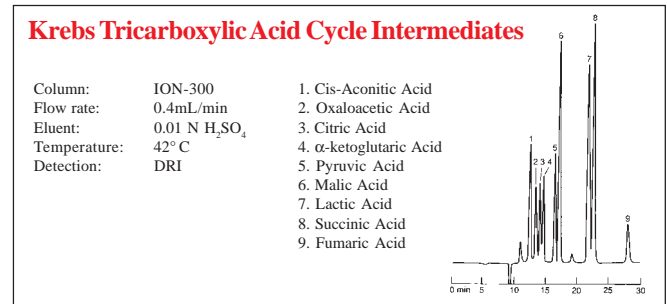 Krebs Tricarboxylic Acid Cycle Intermediates
Column: ION-300
Flow rate: 0.4mL/min
Eluent: 0.01 N H₂SO₄
Temperature: 42° C
Detection: DRI
1. Cis-Aconitic Acid
2. Oxaloacetic Acid
3. Citric Acid
4. α-ketoglutaric Acid
5. Pyruvic Acid
6. Malic Acid
7. Lactic Acid
8. Succinic Acid
9. Fumaric Acid
1 2 3 4 5 6 7 8 9
0 min 5 10 15 20 25 30